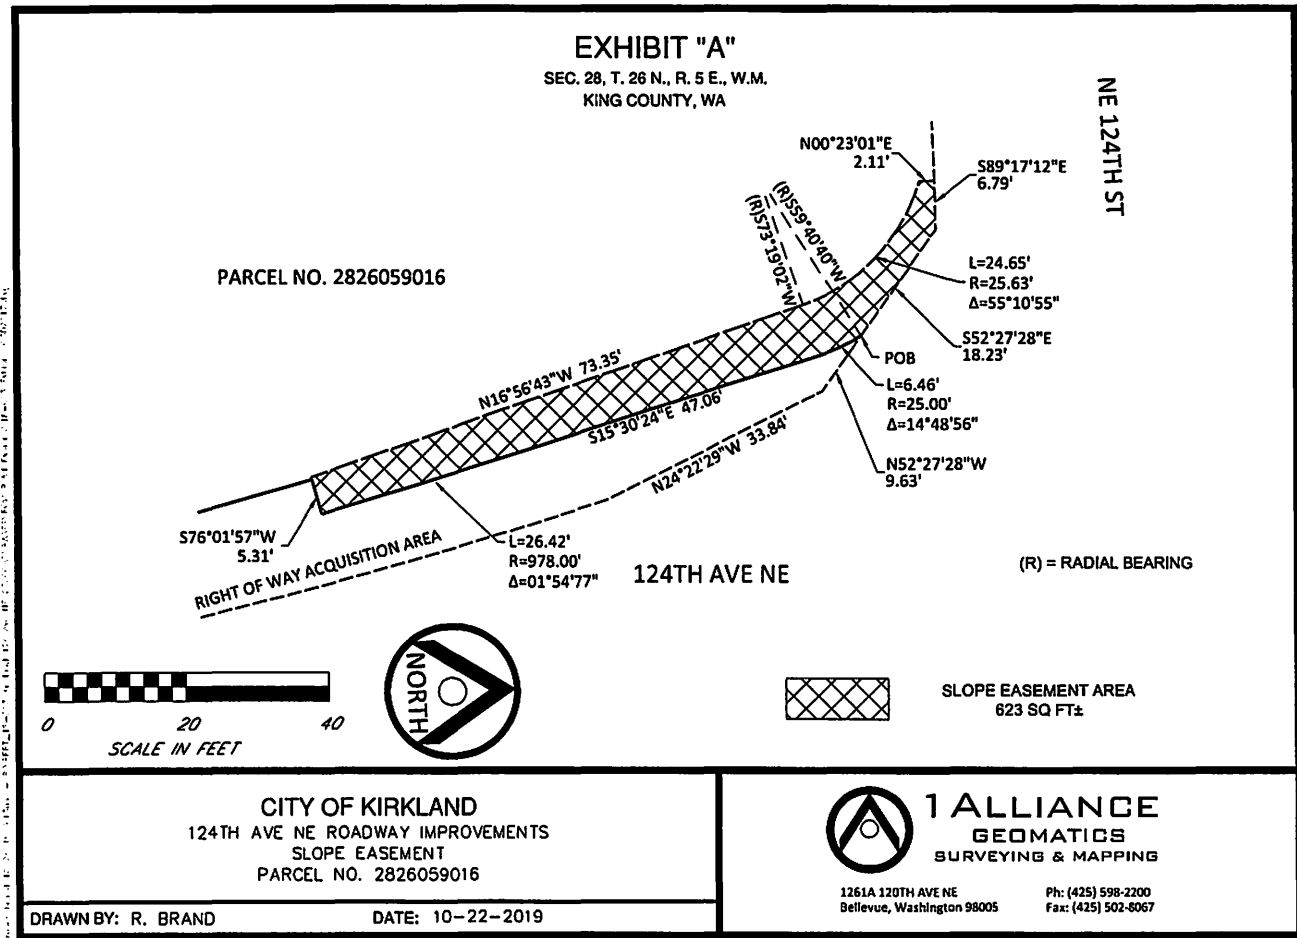 EXHIBIT "A"
SEC. 28, T. 26 N., R. 5 E., W.M.
KING COUNTY, WA
NE 124TH ST
N00°23'01"E
2.11'
S89°17'12"E
6.79'
(R)S59°40'40"W
(R)S73°19'02"W
PARCEL NO. 2826059016
L=24.65'
R=25.63'
Δ=55°10'55"
S52°27'28"E
18.23'
POB
L=6.46'
R=25.00'
Δ=14°48'56"
N16°56'43"W 73.35'
S15°30'24"E 47.06'
N24°22'29"W 33.84'
N52°27'28"W
9.63'
S76°01'57"W
5.31'
RIGHT OF WAY ACQUISITION AREA
L=26.42'
R=978.00'
Δ=01°54'77"
124TH AVE NE
(R) = RADIAL BEARING
NORTH
0 20 40
SCALE IN FEET
SLOPE EASEMENT AREA
623 SQ FT±
CITY OF KIRKLAND
124TH AVE NE ROADWAY IMPROVEMENTS
SLOPE EASEMENT
PARCEL NO. 2826059016
DRAWN BY: R. BRAND DATE: 10-22-2019
1 ALLIANCE
GEOMATICS
SURVEYING & MAPPING
1261A 120TH AVE NE Ph: (425) 598-2200
Bellevue, Washington 98005 Fax: (425) 502-8067